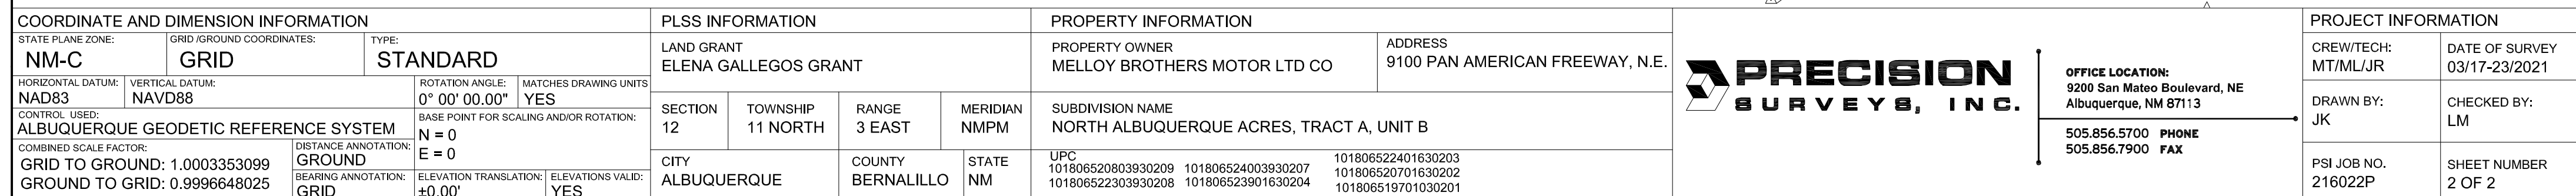 COORDINATE AND DIMENSION INFORMATION
STATE PLANE ZONE:
NM-C
GRID /GROUND COORDINATES:
GRID
TYPE:
STANDARD
HORIZONTAL DATUM:
NAD83
VERTICAL DATUM:
NAVD88
ROTATION ANGLE:
0° 00' 00.00"
MATCHES DRAWING UNITS
YES
CONTROL USED:
ALBUQUERQUE GEODETIC REFERENCE SYSTEM
BASE POINT FOR SCALING AND/OR ROTATION:
N = 0
E = 0
COMBINED SCALE FACTOR:
GRID TO GROUND: 1.0003353099
GROUND TO GRID: 0.9996648025
DISTANCE ANNOTATION:
GROUND
BEARING ANNOTATION:
GRID
ELEVATION TRANSLATION:
±0.00'
ELEVATIONS VALID:
YES
PLSS INFORMATION
LAND GRANT
ELENA GALLEGOS GRANT
SECTION
12
TOWNSHIP
11 NORTH
RANGE
3 EAST
MERIDIAN
NMPM
CITY
ALBUQUERQUE
COUNTY
BERNALILLO
STATE
NM
PROPERTY INFORMATION
PROPERTY OWNER
MELLOY BROTHERS MOTOR LTD CO
ADDRESS
9100 PAN AMERICAN FREEWAY, N.E.
SUBDIVISION NAME
NORTH ALBUQUERQUE ACRES, TRACT A, UNIT B
UPC
101806520803930209 101806524003930207 101806522401630203
101806522303930208 101806523901630204 101806520701630202
101806519701030201
PRECISION
SURVEYS, INC.
OFFICE LOCATION:
9200 San Mateo Boulevard, NE
Albuquerque, NM 87113
505.856.5700 PHONE
505.856.7900 FAX
PROJECT INFORMATION
CREW/TECH:
MT/ML/JR
DATE OF SURVEY
03/17-23/2021
DRAWN BY:
JK
CHECKED BY:
LM
PSI JOB NO.
216022P
SHEET NUMBER
2 OF 2